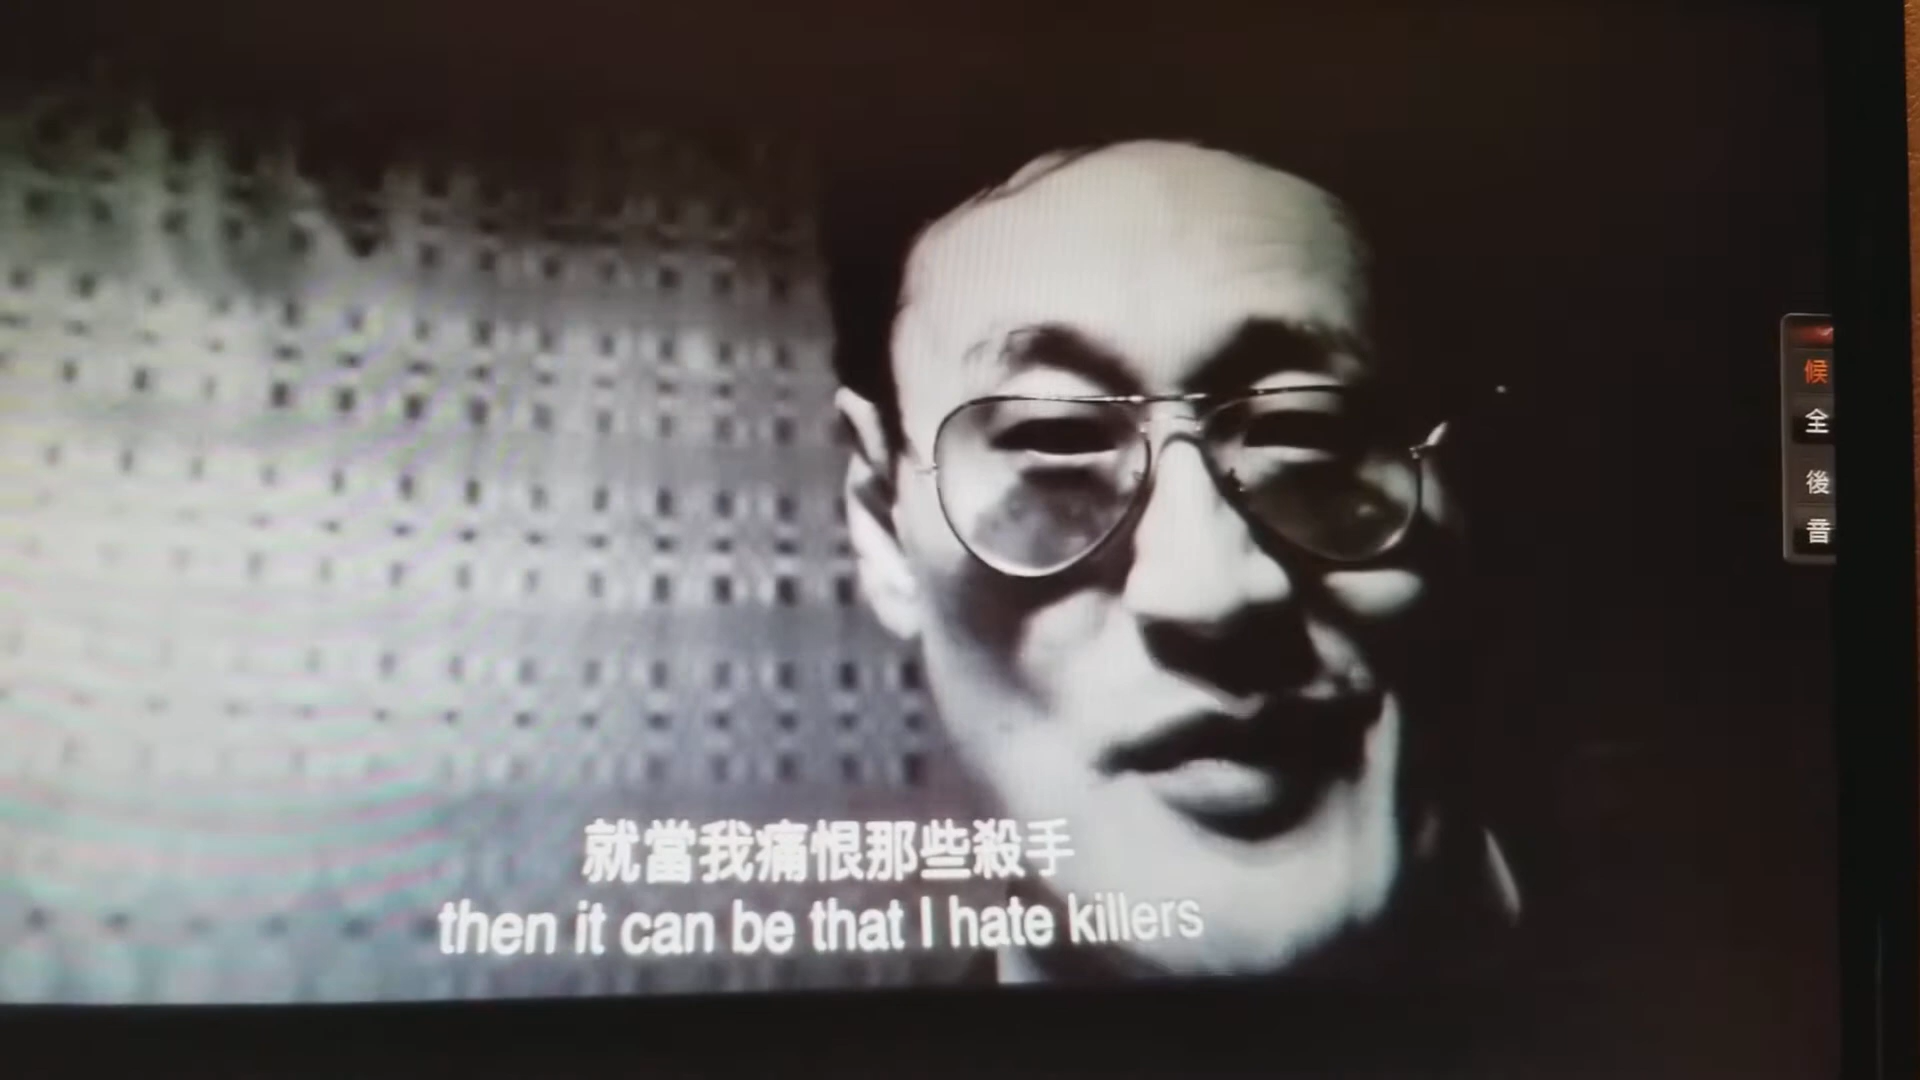 候
全
後
音
就當我痛恨那些殺手
then it can be that I hate killers